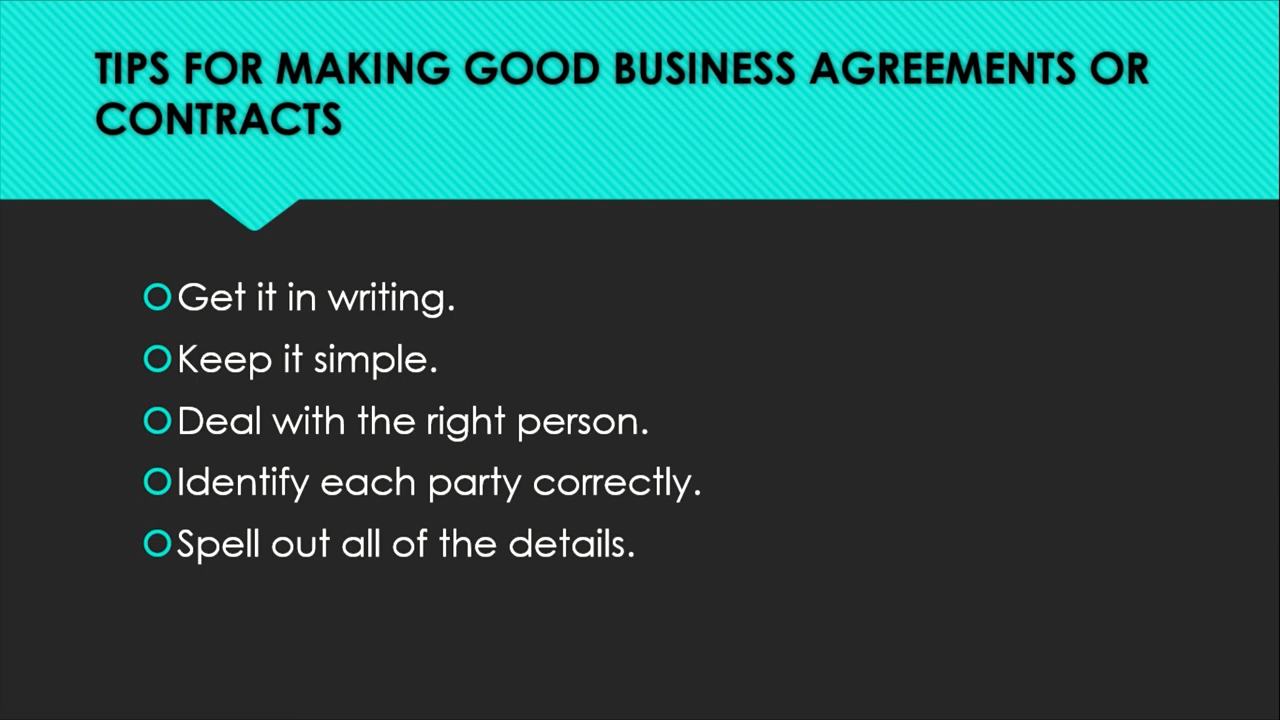 TIPS FOR MAKING GOOD BUSINESS AGREEMENTS OR
CONTRACTS
Get it in writing.
Keep it simple.
Deal with the right person.
Identify each party correctly.
Spell out all of the details.